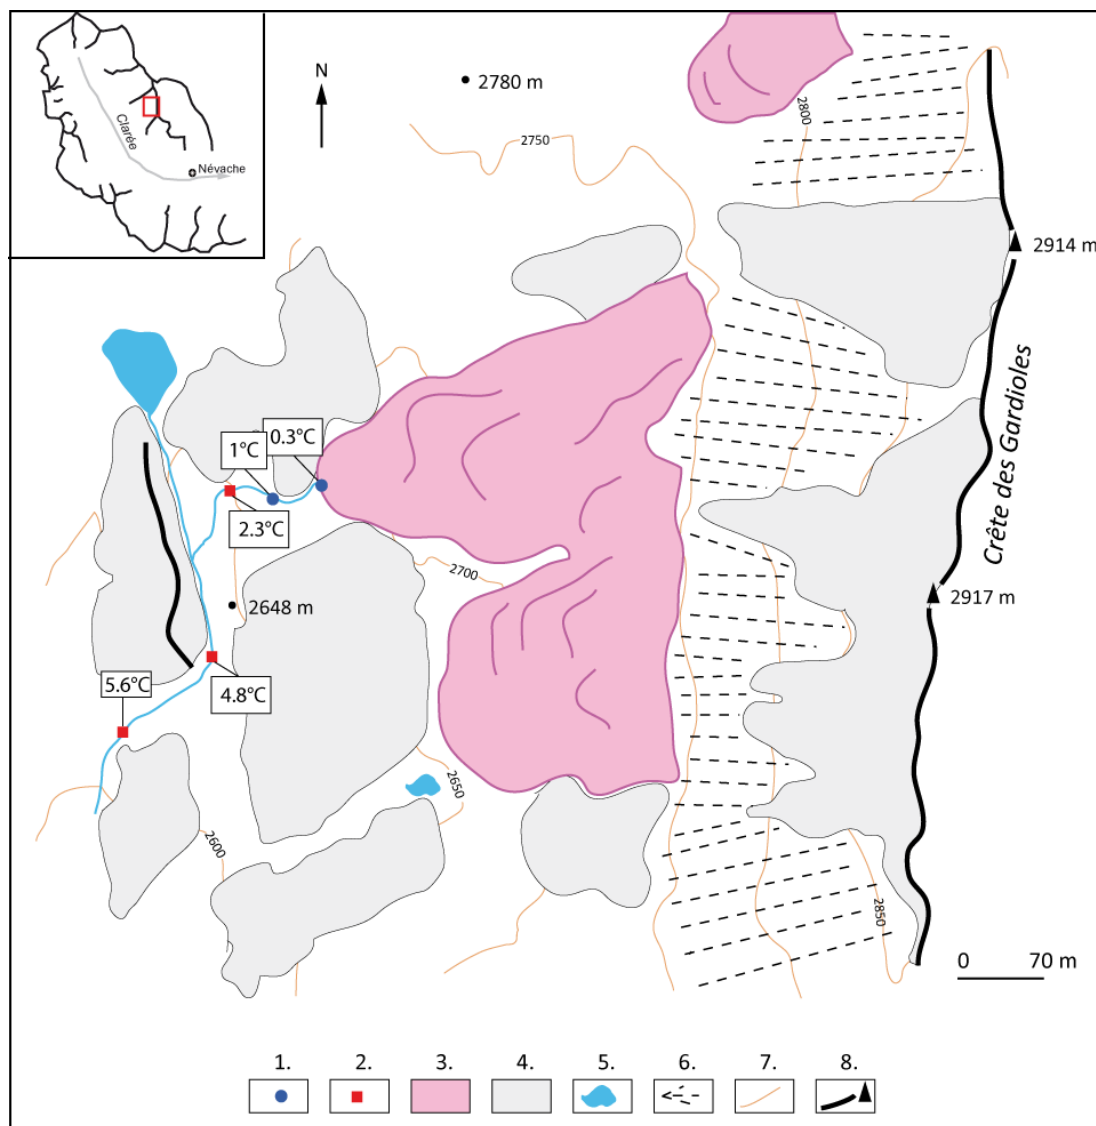 N
2780 m
Clarée
Névache
2750
2800
2914 m
Crête des Gardioles
0.3°C
1°C
2.3°C
2700
2648 m
2917 m
5.6°C
4.8°C
2650
2600
2850
0 70 m
1. 2. 3. 4. 5. 6. 7. 8.